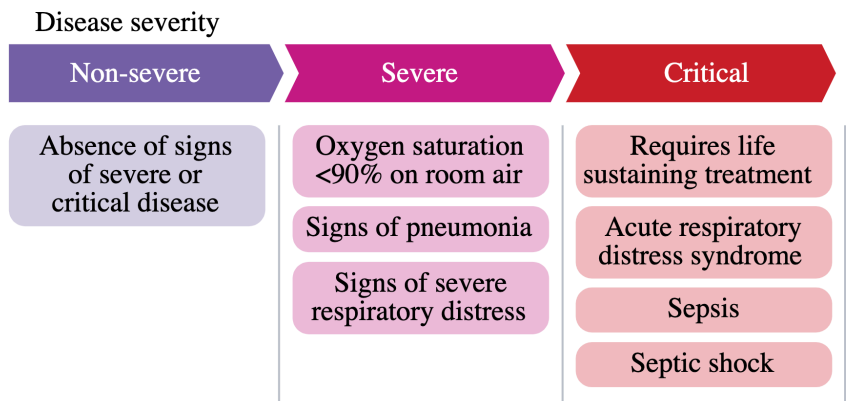 Disease severity
Non-severe
Severe
Critical
Absence of signs
of severe or
critical disease
Oxygen saturation
<90% on room air
Signs of pneumonia
Signs of severe
respiratory distress
Requires life
sustaining treatment
Acute respiratory
distress syndrome
Sepsis
Septic shock